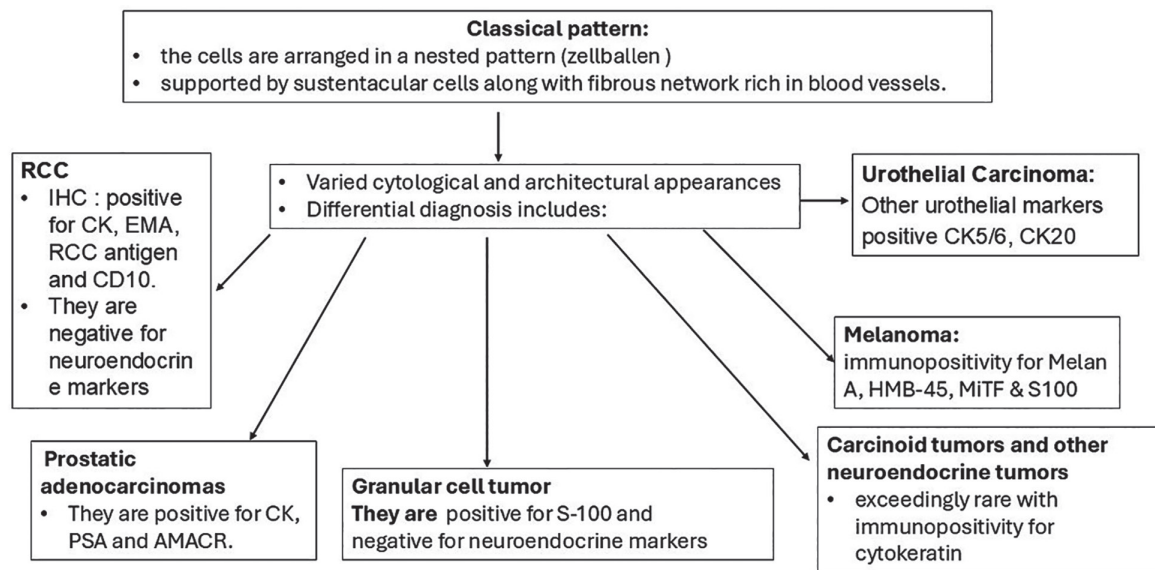 Classical pattern:
• the cells are arranged in a nested pattern (zellballen )
• supported by sustentacular cells along with fibrous network rich in blood vessels.
RCC
• IHC : positive
for CK, EMA,
RCC antigen
and CD10.
• They are
negative for
neuroendocrin
e markers
• Varied cytological and architectural appearances
• Differential diagnosis includes:
Urothelial Carcinoma:
Other urothelial markers
positive CK5/6, CK20
Melanoma:
immunopositivity for Melan
A, HMB-45, MiTF & S100
Prostatic
adenocarcinomas
• They are positive for CK,
PSA and AMACR.
Granular cell tumor
They are positive for S-100 and
negative for neuroendocrine markers
Carcinoid tumors and other
neuroendocrine tumors
• exceedingly rare with
immunopositivity for
cytokeratin